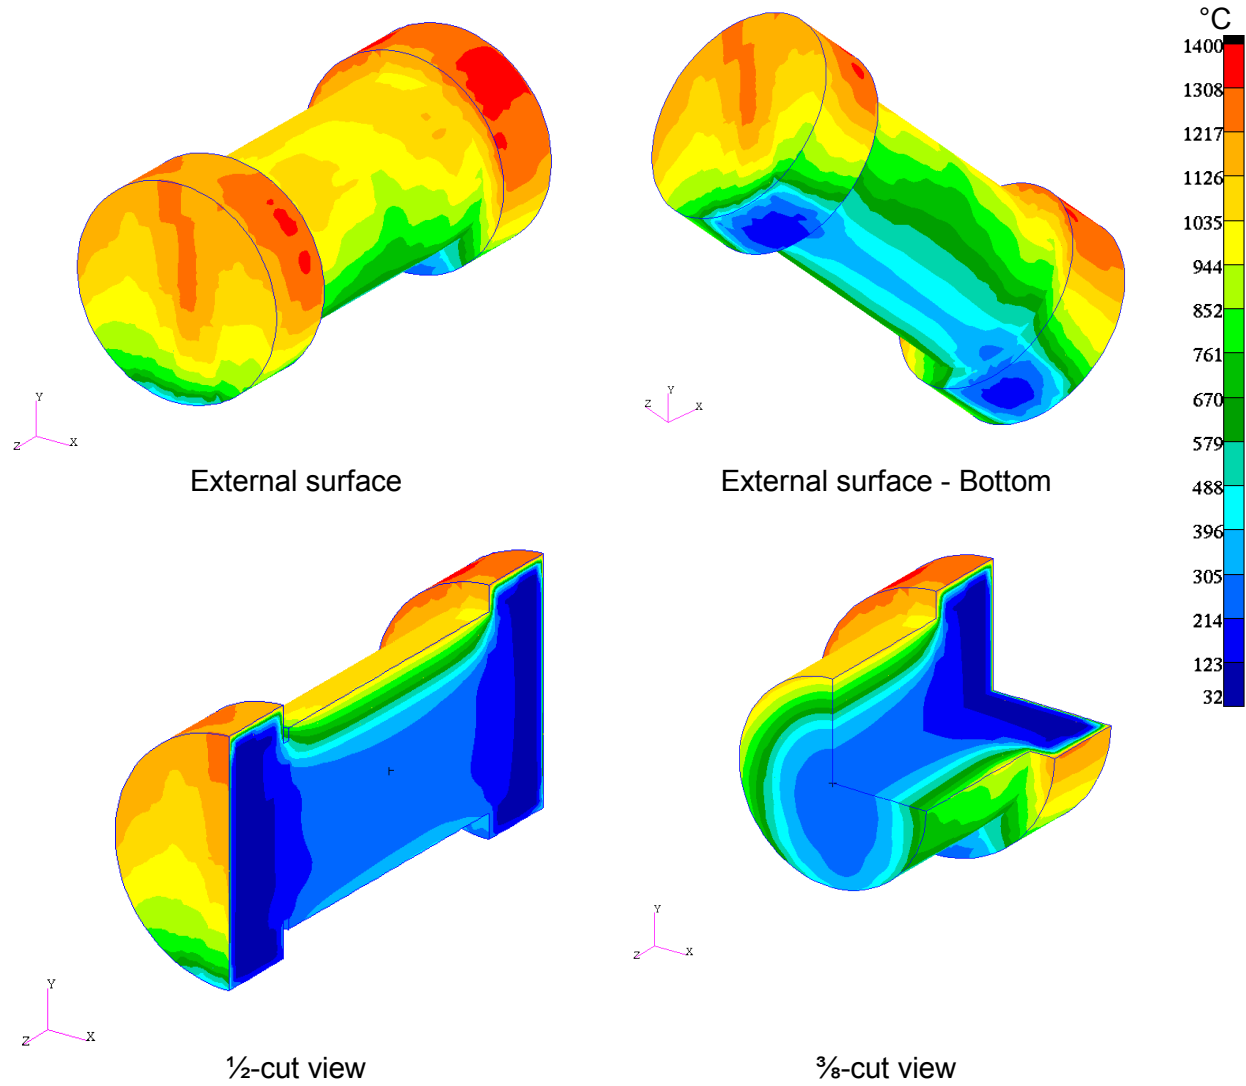 °C
1400
1308
1217
1126
1035
944
852
761
670
579
488
396
305
214
123
32
Y
Z X
Y
Z X
External surface
External surface - Bottom
Y
Z X
Y
Z X
½-cut view
⅜-cut view